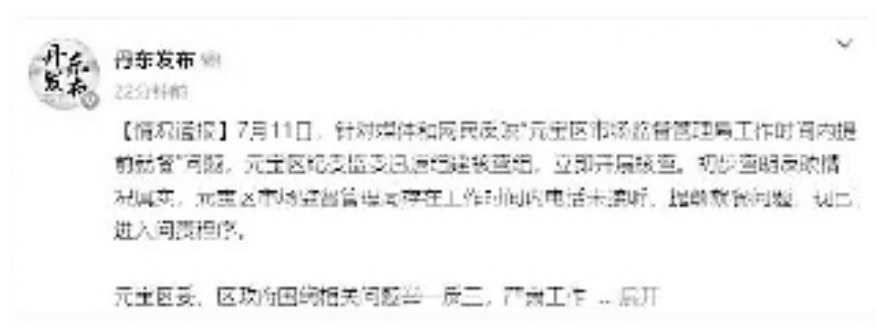 丹东发布
丹东发布
22分钟前
【情况通报】7月11日，针对媒体和网民反映“元宝区市场监督管理局工作时间内提
前就餐”问题，元宝区纪委监委迅速组建核查组，立即开展核查。初步查明反映情
况属实，元宝区市场监督管理局存在工作时间内电话未接听、提前就餐问题，现已
进入问责程序。
元宝区委、区政府围绕相关问题举一反三，严肃工作 ... 展开